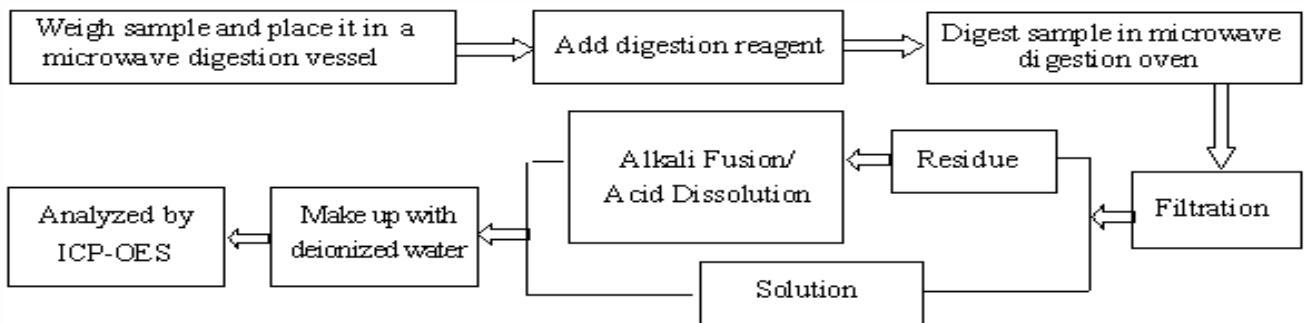 Weigh sample and place it in a
microwave digestion vessel
Add digestion reagent
Digest sample in microwave
digestion oven
Filtration
Residue
Alkali Fusion/
Acid Dissolution
Solution
Make up with
deionized water
Analyzed by
ICP-OES